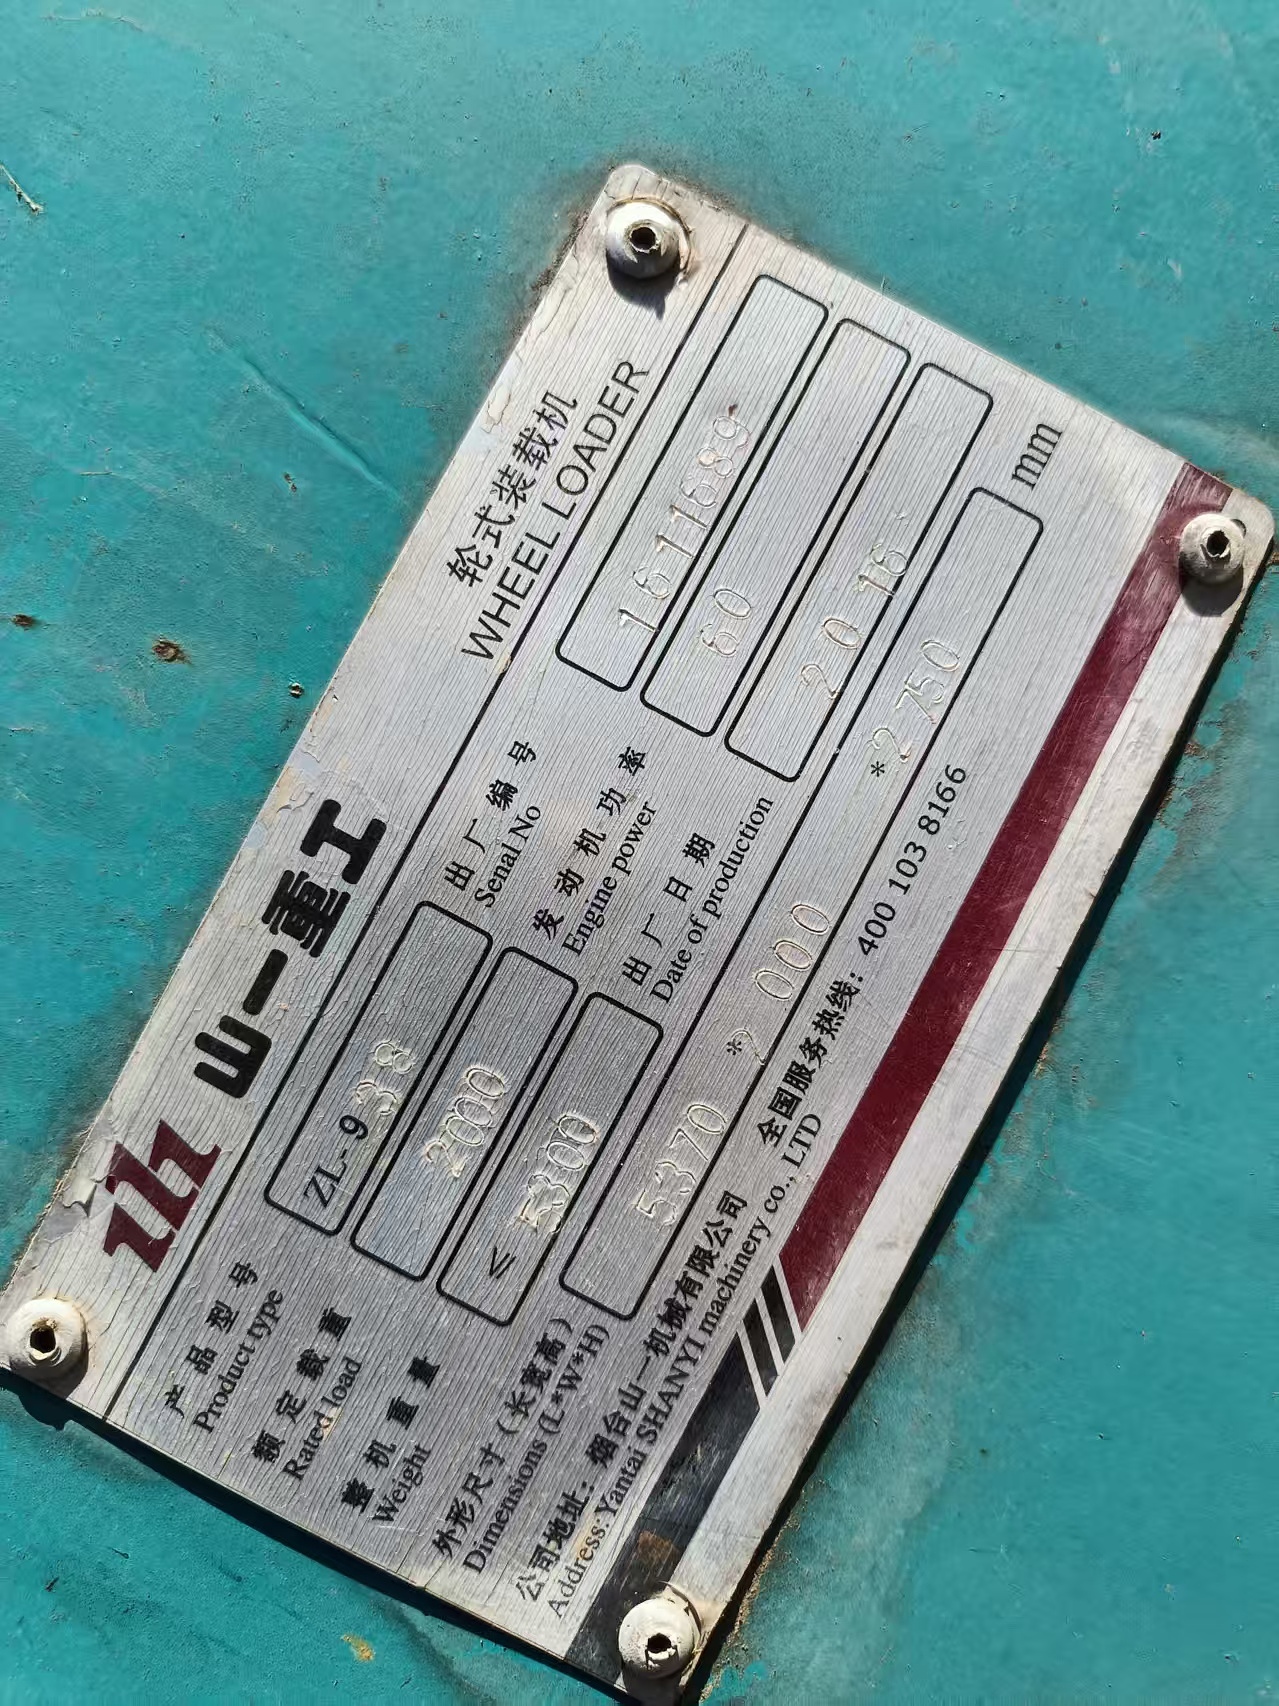 山一重工
轮式装载机
WHEEL LOADER
产品型号 ZL-938
Product type
出厂编号 1611689
Serial No
额定载重 2000
Rated load
发动机功率 60
Engine power
整机重量 ≤ 5300
Weight
出厂日期 2016
Date of production
外形尺寸（长宽高） 5370 *2000 *2750 mm
Dimensions (L*W*H)
公司地址：烟台山一机械有限公司 全国服务热线：400 103 8166
Address: Yantai SHANYI machinery co., LTD